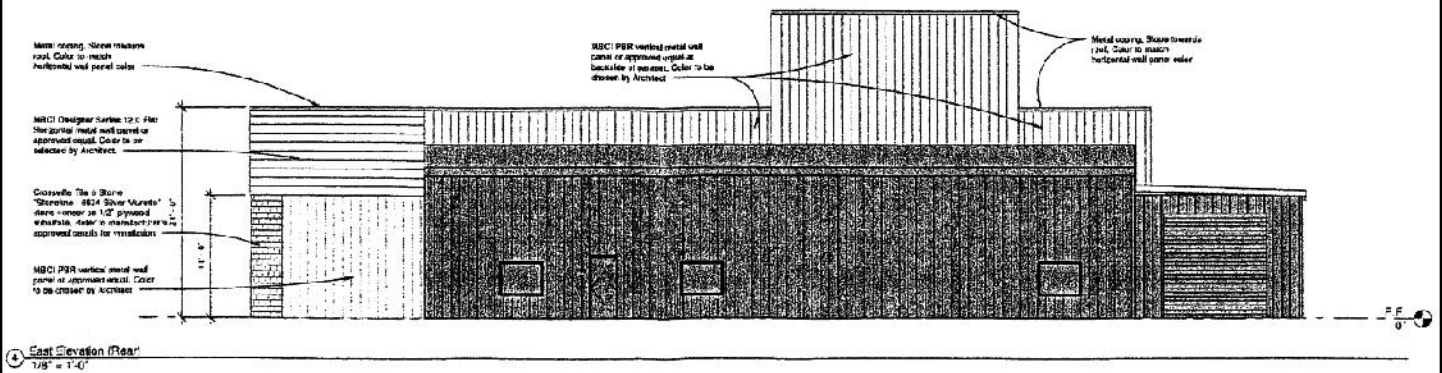 Metal coping. Slope towards
roof. Color to match
horizontal wall panel color
MBCI Designer Series 12.0 Flat
Horizontal metal wall panel or
approved equal. Color to be
selected by Architect.
Crossville Tile & Stone
stone veneer on 1/2" plywood
substrate. Refer to manufacturer's
approved details for installation
MBCI PBR vertical metal wall
panel or approved equal. Color
to be chosen by Architect
MBCI PBR vertical metal wall
panel or approved equal at
backside of parapet. Color to be
chosen by Architect
Metal coping. Slope towards
roof. Color to match
horizontal wall panel color
F.F.
0'
4
East Elevation (Rear)
1/8" = 1'-0"